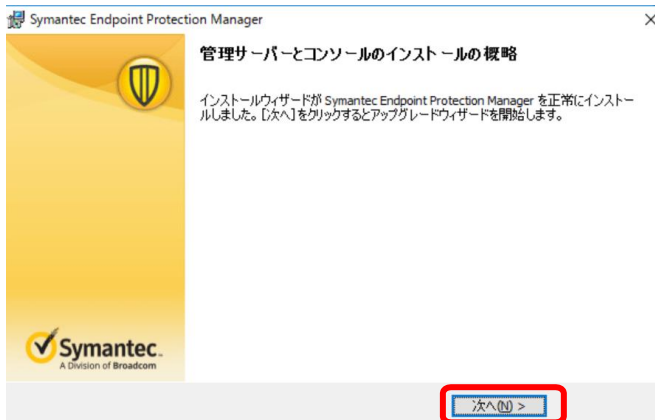 Symantec Endpoint Protection Manager
管理サーバーとコンソールのインストールの概略
インストールウィザードが Symantec Endpoint Protection Manager を正常にインストー
ルしました。[次へ]をクリックするとアップグレードウィザードを開始します。
Symantec
A Division of Broadcom
次へ(N) >